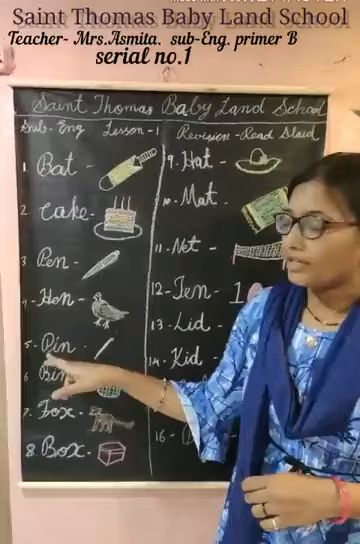 Saint Thomas Baby Land School
Teacher- Mrs.Asmita. sub-Eng. primer B
serial no.1
Saint Thomas Baby Land School
Sub- Eng Lesson-1 Revision-Read
1. Bat -
2. Cake-
3 Pen -
4- Hen -
5- Pin -
6 Bin
7- Fox -
8. Box-
9. Hat -
10. Mat.
11. Net -
12- Ten- 10
13- Lid -
14. Kid -
16-